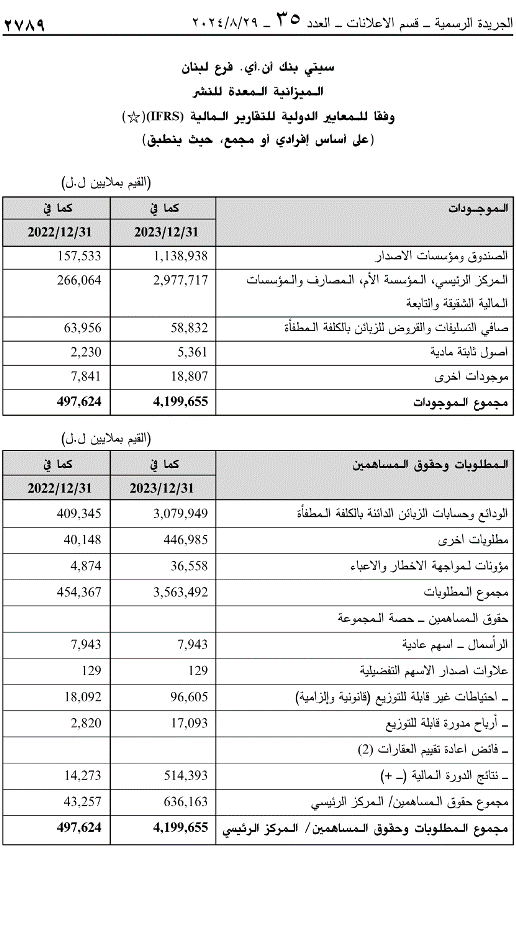 الجريدة الرسمية ــ قسم الاعلانات ــ العدد ٣٥ ــ ٢٠٢٤/٨/٢٩ ٢٧٨٩
سيتي بنك أن.أي. فرع لبنان
الميزانية المعدة للنشر
وفقا للمعايير الدولية للتقارير المالية (IFRS)(☆)
(على أساس إفرادي أو مجمع، حيث ينطبق)
(القيم بملايين ل.ل)
الموجودات كما في كما في
2023/12/31 2022/12/31
الصندوق ومؤسسات الاصدار 1,138,938 157,533
المركز الرئيسي، المؤسسة الأم، المصارف والمؤسسات 2,977,717 266,064
المالية الشقيقة والتابعة
صافي التسليفات والقروض للزبائن بالكلفة المطفأة 58,832 63,956
اصول ثابتة مادية 5,361 2,230
موجودات اخرى 18,807 7,841
مجموع الموجودات 4,199,655 497,624
(القيم بملايين ل.ل)
المطلوبات وحقوق المساهمين كما في كما في
2023/12/31 2022/12/31
الودائع وحسابات الزبائن الدائنة بالكلفة المطفأة 3,079,949 409,345
مطلوبات اخرى 446,985 40,148
مؤونات لمواجهة الاخطار والاعباء 36,558 4,874
مجموع المطلوبات 3,563,492 454,367
حقوق المساهمين ــ حصة المجموعة
الرأسمال ــ اسهم عادية 7,943 7,943
علاوات اصدار الاسهم التفضيلية 129 129
ــ احتياطات غير قابلة للتوزيع (قانونية وإلزامية) 96,605 18,092
ــ أرباح مدورة قابلة للتوزيع 17,093 2,820
ــ فائض اعادة تقييم العقارات (2)
ــ نتائج الدورة المالية (ــ +) 514,393 14,273
مجموع حقوق المساهمين/ المركز الرئيسي 636,163 43,257
مجموع المطلوبات وحقوق المساهمين/ المركز الرئيسي 4,199,655 497,624